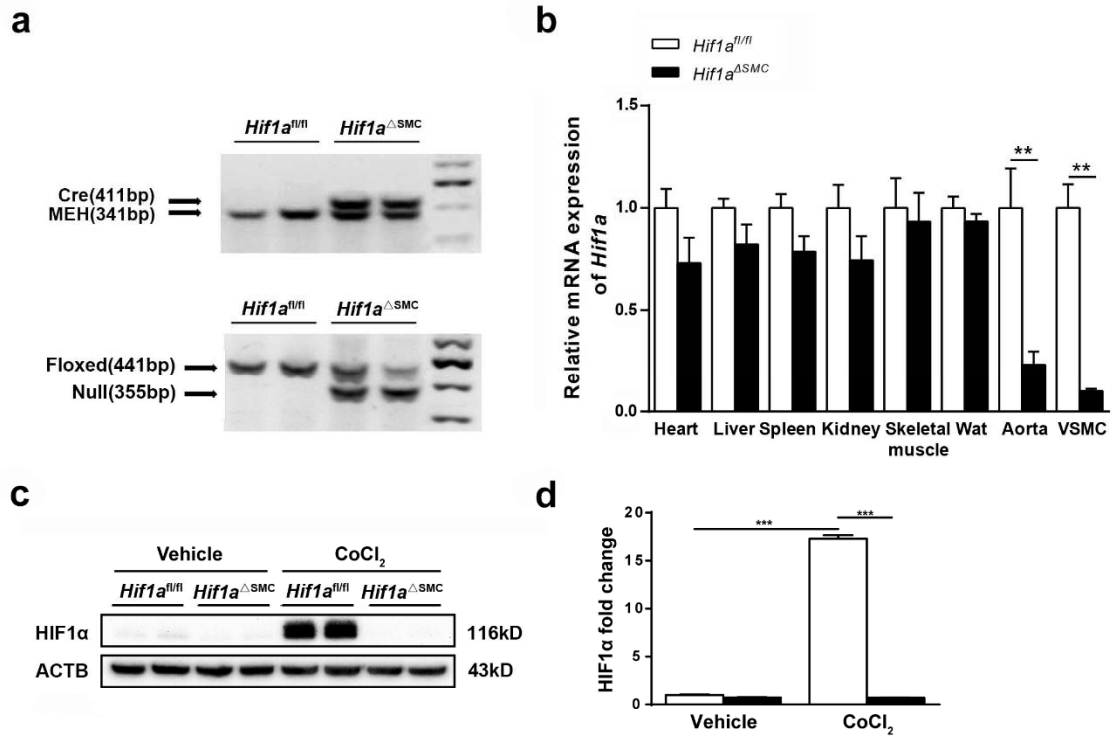 a
Hif1a fl/fl Hif1a △SMC
Cre(411bp)
MEH(341bp)
Hif1a fl/fl Hif1a △SMC
Floxed(441bp)
Null(355bp)
b
Hif1a fl/fl
Hif1a ΔSMC
Relative mRNA expression
of Hif1a
1.5
1.0
0.5
0.0
** **
Heart Liver Spleen Kidney Skeletal Wat Aorta VSMC
muscle
c
Vehicle CoCl2
Hif1a fl/fl Hif1a △SMC Hif1a fl/fl Hif1a △SMC
HIF1α 116kD
ACTB 43kD
d
HIF1α fold change
20
15
10
5
0
*** ***
Vehicle CoCl2